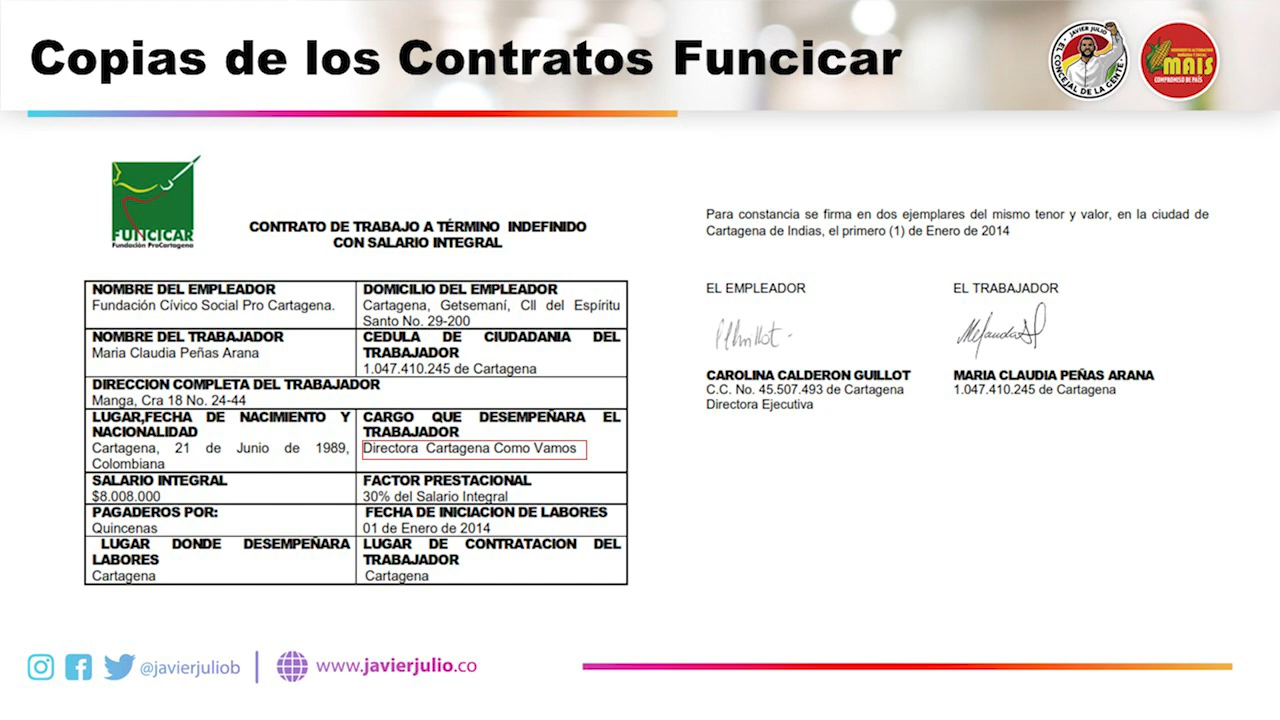 Copias de los Contratos Funcicar
JAVIER JULIO
EL CONCEJAL DE LA GENTE
MAIS
COMPROMISO DE PAÍS
FUNCICAR
Fundación ProCartagena
CONTRATO DE TRABAJO A TÉRMINO INDEFINIDO
CON SALARIO INTEGRAL
NOMBRE DEL EMPLEADOR
Fundación Cívico Social Pro Cartagena.
DOMICILIO DEL EMPLEADOR
Cartagena, Getsemaní, Cll del Espíritu
Santo No. 29-200
NOMBRE DEL TRABAJADOR
Maria Claudia Peñas Arana
CEDULA DE CIUDADANIA DEL
TRABAJADOR
1.047.410.245 de Cartagena
DIRECCION COMPLETA DEL TRABAJADOR
Manga, Cra 18 No. 24-44
LUGAR,FECHA DE NACIMIENTO Y
NACIONALIDAD
Cartagena, 21 de Junio de 1989,
Colombiana
CARGO QUE DESEMPEÑARA EL
TRABAJADOR
Directora Cartagena Como Vamos
SALARIO INTEGRAL
$8.008.000
FACTOR PRESTACIONAL
30% del Salario Integral
PAGADEROS POR:
Quincenas
FECHA DE INICIACION DE LABORES
01 de Enero de 2014
LUGAR DONDE DESEMPEÑARA
LABORES
Cartagena
LUGAR DE CONTRATACION DEL
TRABAJADOR
Cartagena
Para constancia se firma en dos ejemplares del mismo tenor y valor, en la ciudad de
Cartagena de Indias, el primero (1) de Enero de 2014
EL EMPLEADOR
EL TRABAJADOR
CAROLINA CALDERON GUILLOT
C.C. No. 45.507.493 de Cartagena
Directora Ejecutiva
MARIA CLAUDIA PEÑAS ARANA
1.047.410.245 de Cartagena
@javierjuliob
www.javierjulio.co